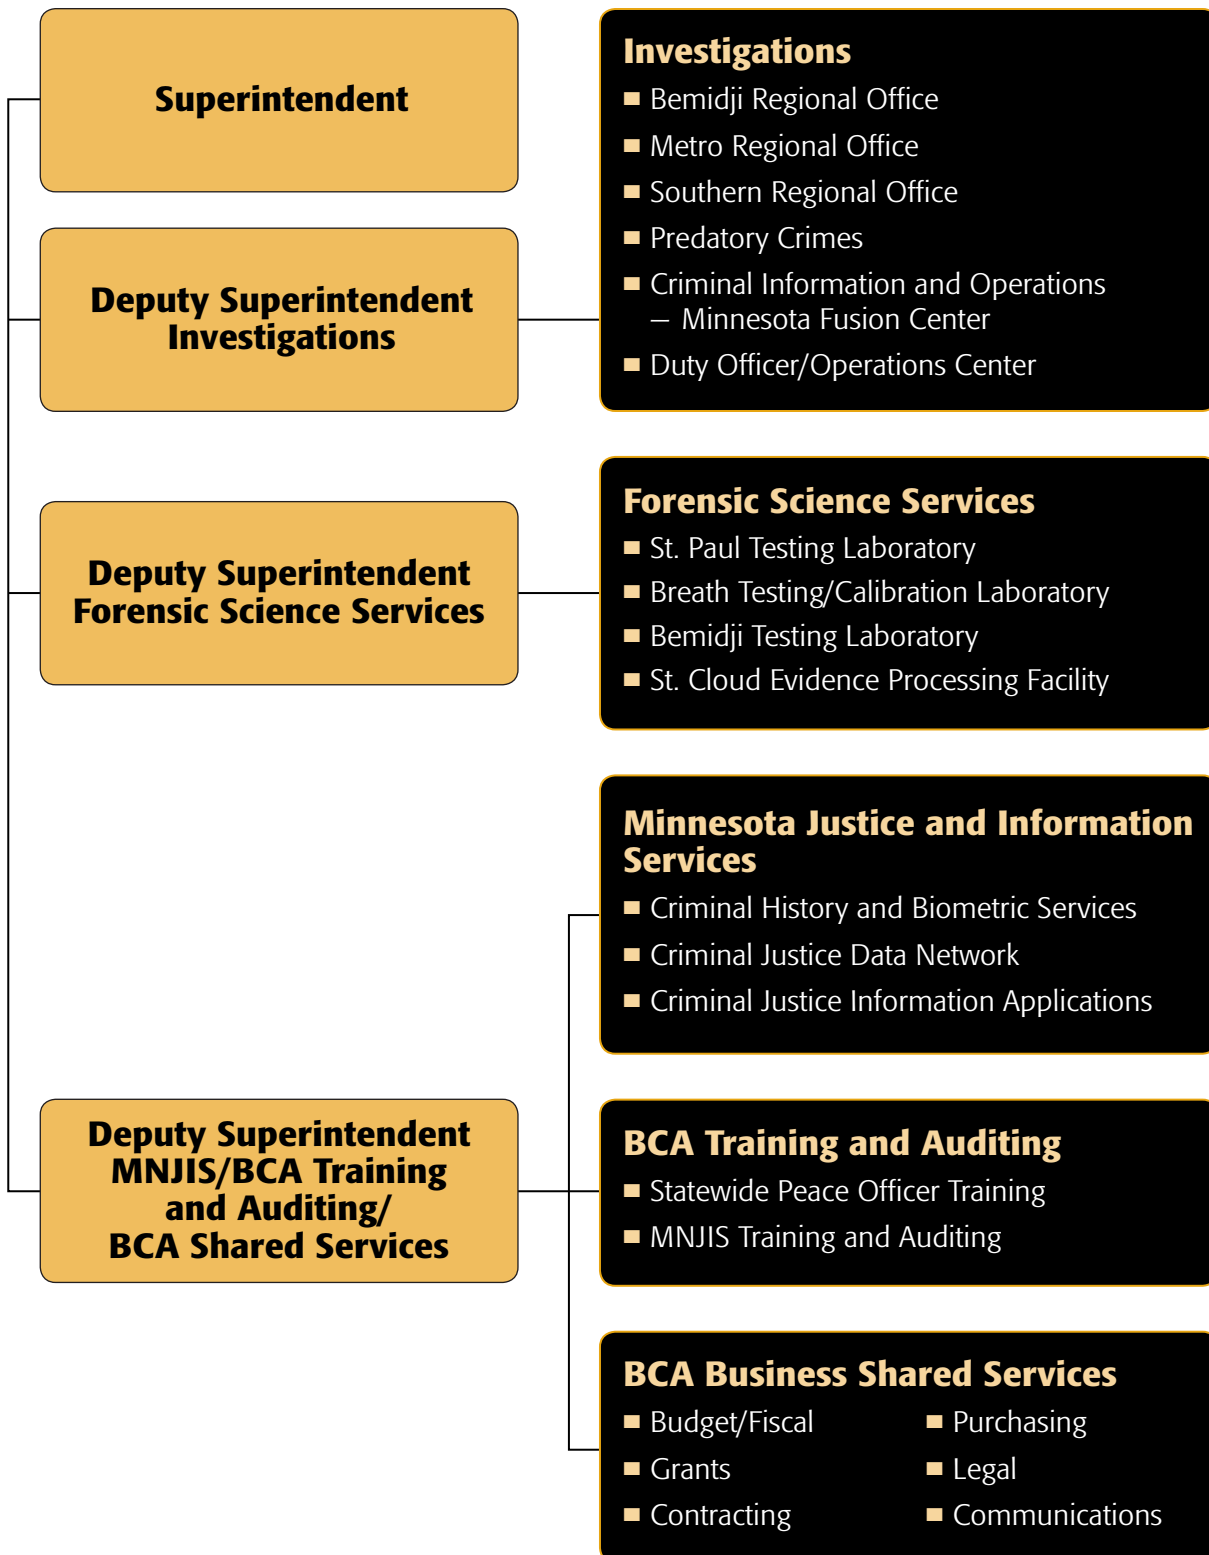 Superintendent
Investigations
■ Bemidji Regional Office
■ Metro Regional Office
■ Southern Regional Office
■ Predatory Crimes
■ Criminal Information and Operations
— Minnesota Fusion Center
■ Duty Officer/Operations Center
Deputy Superintendent
Investigations
Deputy Superintendent
Forensic Science Services
Forensic Science Services
■ St. Paul Testing Laboratory
■ Breath Testing/Calibration Laboratory
■ Bemidji Testing Laboratory
■ St. Cloud Evidence Processing Facility
Deputy Superintendent
MNJIS/BCA Training
and Auditing/
BCA Shared Services
Minnesota Justice and Information
Services
■ Criminal History and Biometric Services
■ Criminal Justice Data Network
■ Criminal Justice Information Applications
BCA Training and Auditing
■ Statewide Peace Officer Training
■ MNJIS Training and Auditing
BCA Business Shared Services
■ Budget/Fiscal
■ Grants
■ Contracting
■ Purchasing
■ Legal
■ Communications